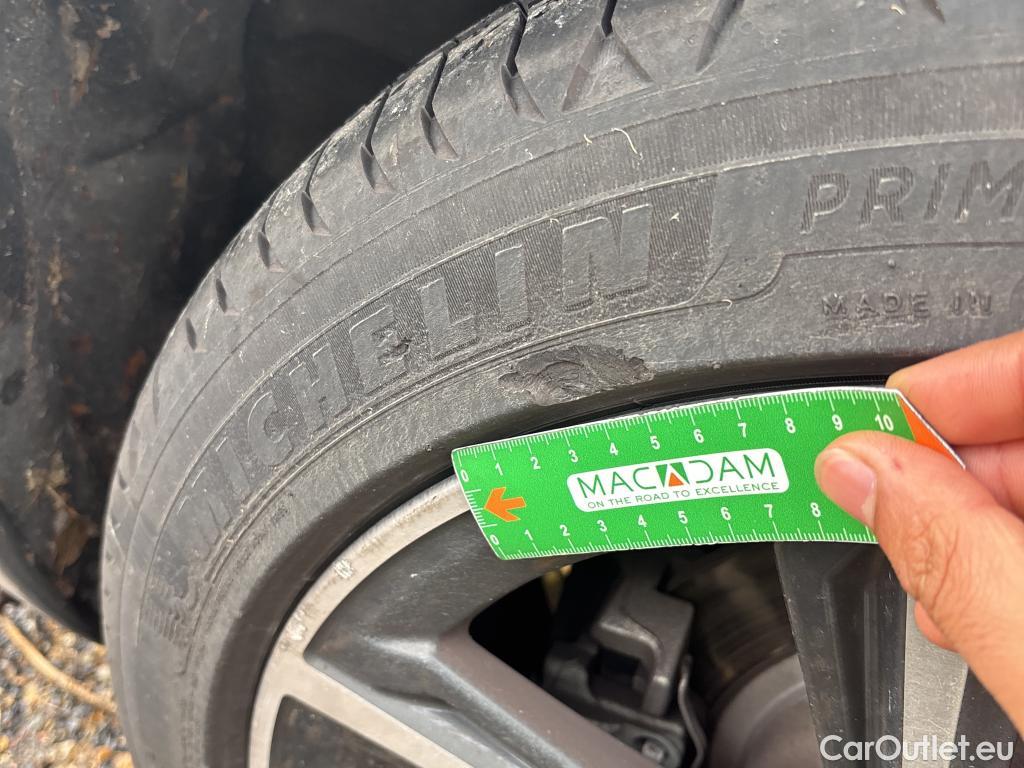 MICHELIN
PRIM
MADE IN
0 1 2 3 4 5 6 7 8 9 10
MACADAM
ON THE ROAD TO EXCELLENCE
0 1 2 3 4 5 6 7 8
CarOutlet.eu